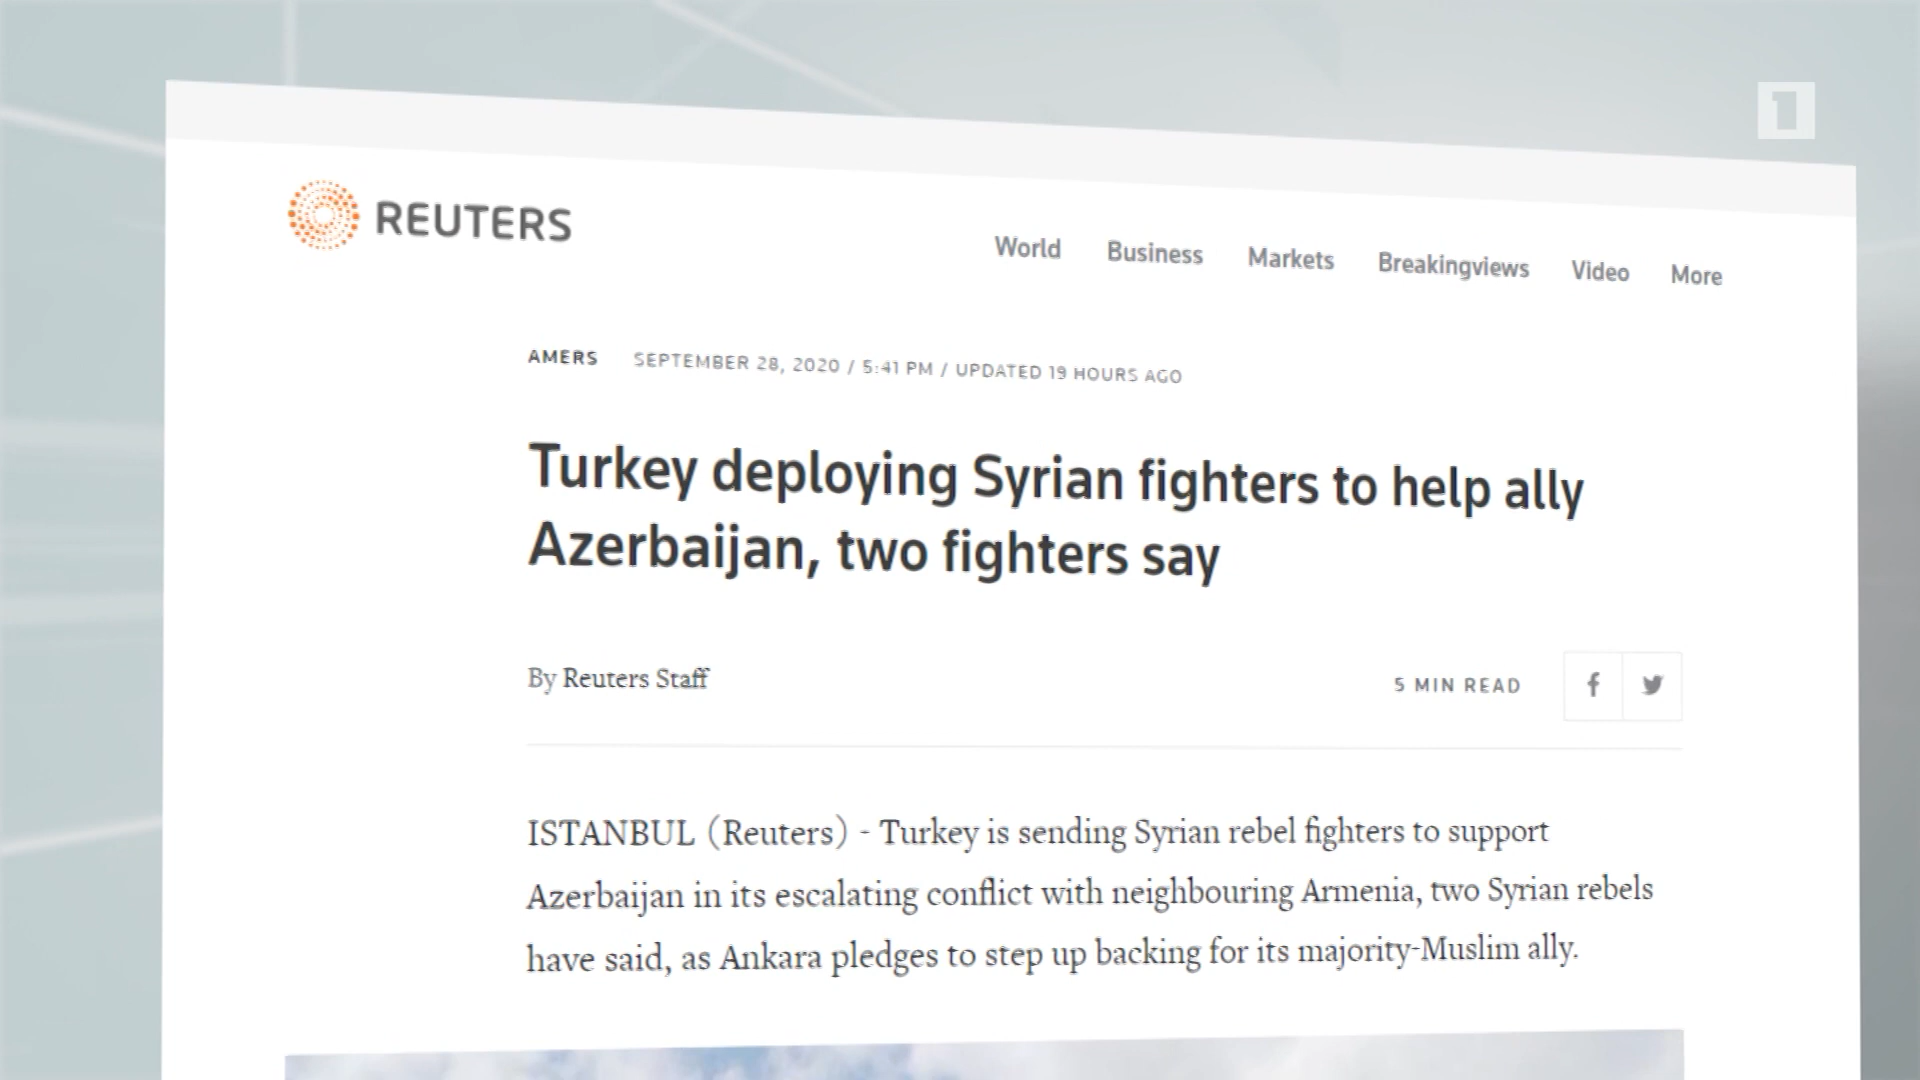 1
REUTERS
World Business Markets Breakingviews Video More
AMERS SEPTEMBER 28, 2020 / 5:41 PM / UPDATED 19 HOURS AGO
Turkey deploying Syrian fighters to help ally
Azerbaijan, two fighters say
By Reuters Staff
5 MIN READ
ISTANBUL (Reuters) - Turkey is sending Syrian rebel fighters to support
Azerbaijan in its escalating conflict with neighbouring Armenia, two Syrian rebels
have said, as Ankara pledges to step up backing for its majority-Muslim ally.